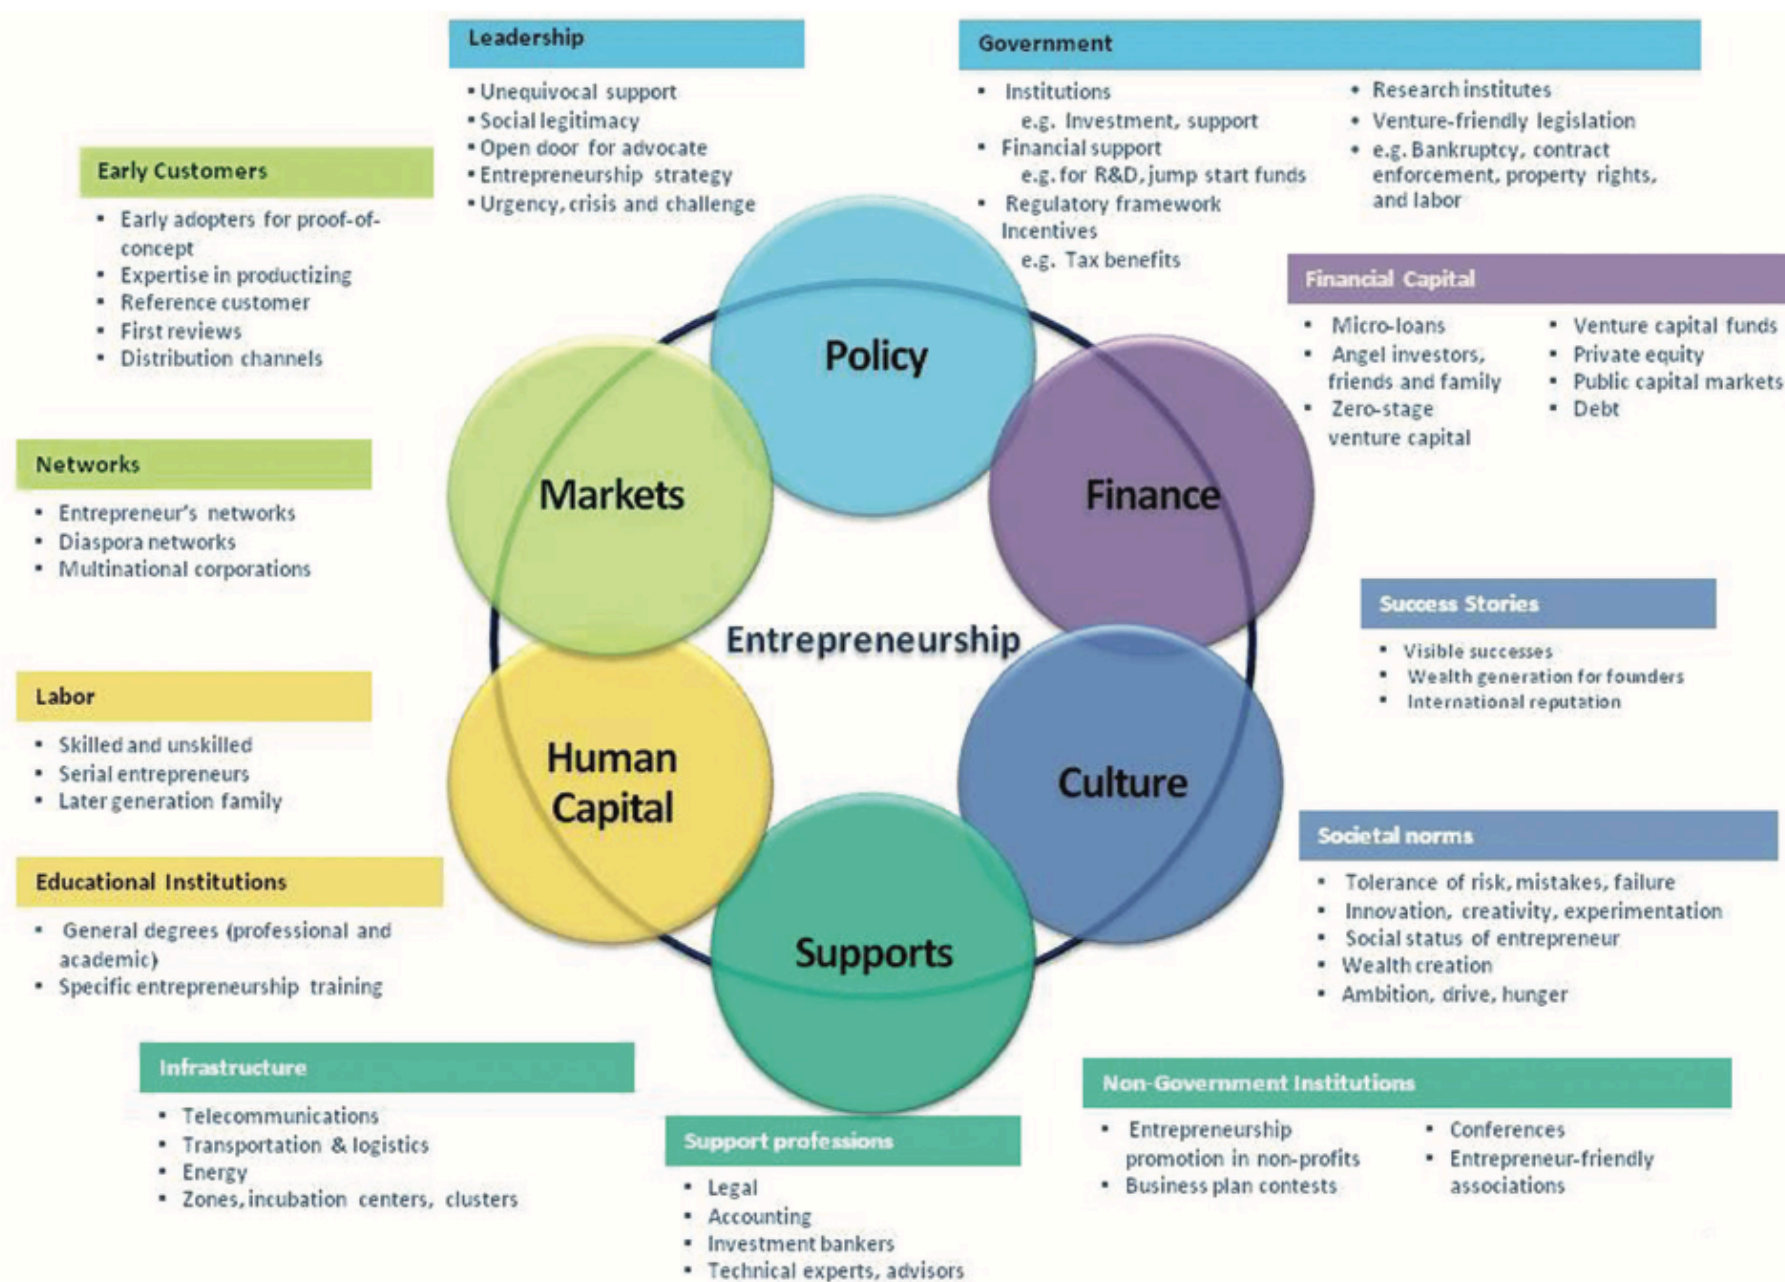 Leadership
▪ Unequivocal support
▪ Social legitimacy
▪ Open door for advocate
▪ Entrepreneurship strategy
▪ Urgency, crisis and challenge
Government
▪ Institutions
e.g. Investment, support
▪ Financial support
e.g. for R&D, jump start funds
▪ Regulatory framework
Incentives
e.g. Tax benefits
• Research institutes
• Venture-friendly legislation
• e.g. Bankruptcy, contract
enforcement, property rights,
and labor
Early Customers
▪ Early adopters for proof-of-
concept
▪ Expertise in productizing
▪ Reference customer
▪ First reviews
▪ Distribution channels
Financial Capital
▪ Micro-loans
▪ Angel investors,
friends and family
▪ Zero-stage
venture capital
▪ Venture capital funds
▪ Private equity
▪ Public capital markets
▪ Debt
Networks
▪ Entrepreneur's networks
▪ Diaspora networks
▪ Multinational corporations
Policy
Markets
Finance
Entrepreneurship
Human
Capital
Culture
Supports
Success Stories
▪ Visible successes
▪ Wealth generation for founders
▪ International reputation
Labor
▪ Skilled and unskilled
▪ Serial entrepreneurs
▪ Later generation family
Societal norms
▪ Tolerance of risk, mistakes, failure
▪ Innovation, creativity, experimentation
▪ Social status of entrepreneur
▪ Wealth creation
▪ Ambition, drive, hunger
Educational Institutions
▪ General degrees (professional and
academic)
▪ Specific entrepreneurship training
Infrastructure
▪ Telecommunications
▪ Transportation & logistics
▪ Energy
▪ Zones, incubation centers, clusters
Support professions
▪ Legal
▪ Accounting
▪ Investment bankers
▪ Technical experts, advisors
Non-Government Institutions
▪ Entrepreneurship
promotion in non-profits
▪ Business plan contests
▪ Conferences
▪ Entrepreneur-friendly
associations